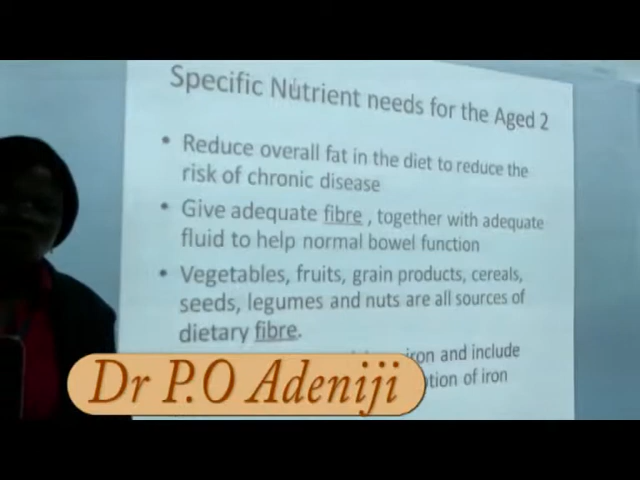 Specific Nutrient needs for the Aged 2
• Reduce overall fat in the diet to reduce the
risk of chronic disease
• Give adequate fibre , together with adequate
fluid to help normal bowel function
• Vegetables, fruits, grain products, cereals,
seeds, legumes and nuts are all sources of
dietary fibre.
iron and include
of iron
Dr P.O Adeniji